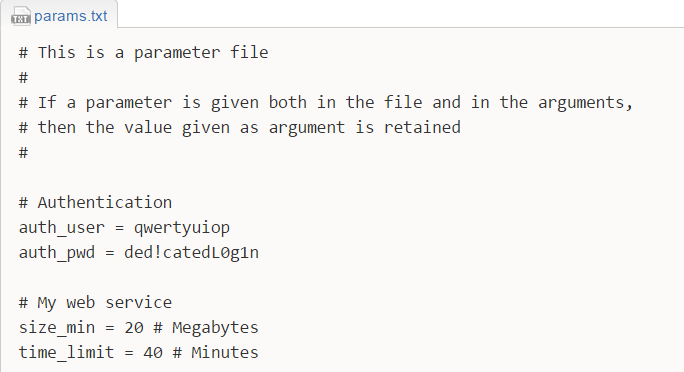 TXT params.txt
# This is a parameter file
#
# If a parameter is given both in the file and in the arguments,
# then the value given as argument is retained
#
# Authentication
auth_user = qwertyuiop
auth_pwd = ded!catedL0g1n
# My web service
size_min = 20 # Megabytes
time_limit = 40 # Minutes